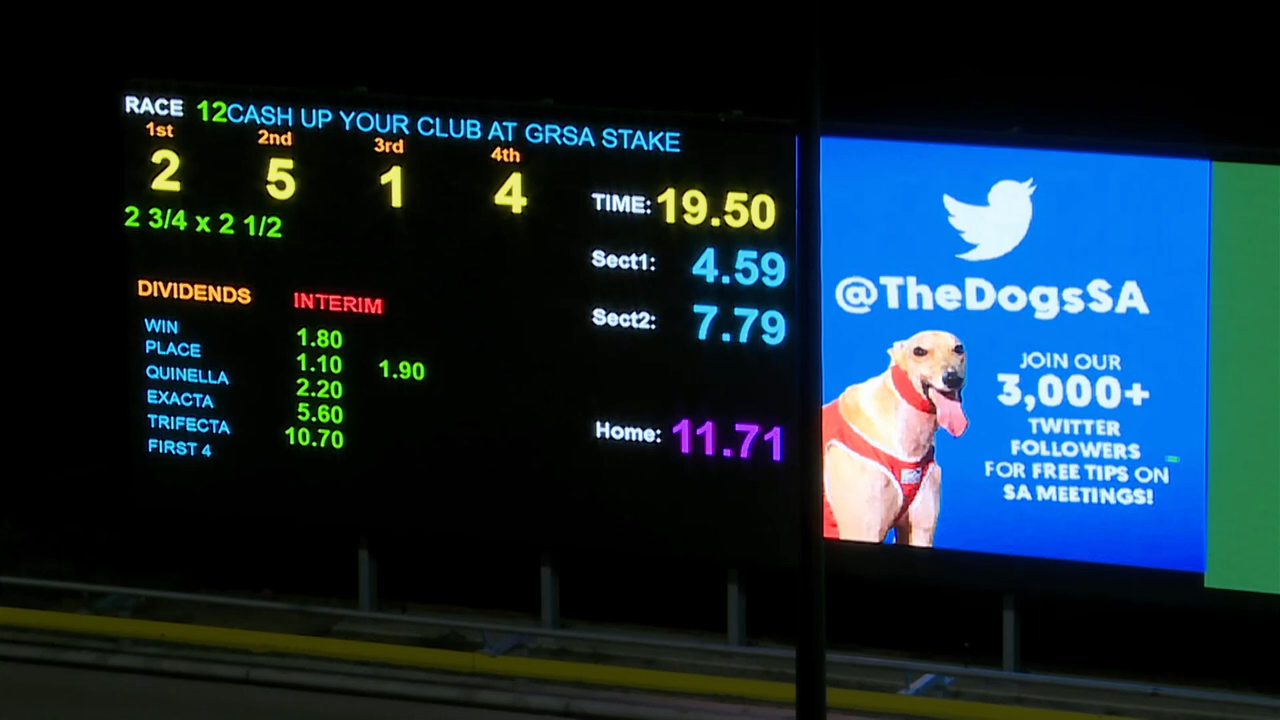 RACE 12CASH UP YOUR CLUB AT GRSA STAKE
1st 2nd 3rd 4th
2 5 1 4
2 3/4 x 2 1/2
TIME: 19.50
Sect1: 4.59
Sect2: 7.79
Home: 11.71
DIVIDENDS INTERIM
WIN 1.80
PLACE 1.10 1.90
QUINELLA 2.20
EXACTA 5.60
TRIFECTA 10.70
FIRST 4
@TheDogsSA
JOIN OUR
3,000+
TWITTER
FOLLOWERS
FOR FREE TIPS ON
SA MEETINGS!